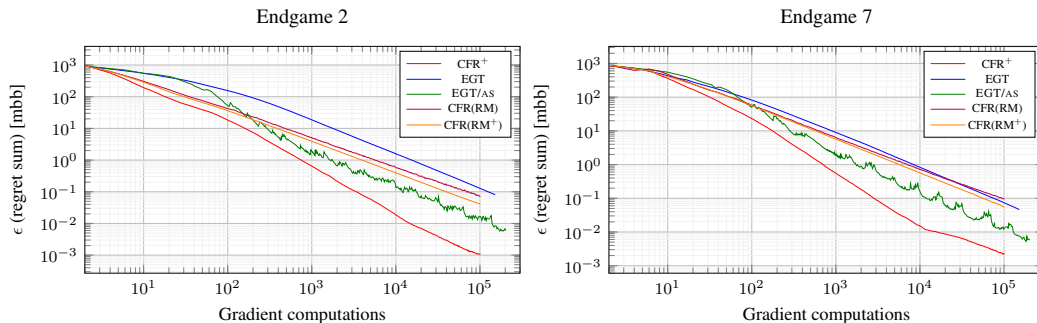 Endgame 2
ϵ (regret sum) [mbb]
10³
10²
10¹
10⁰
10⁻¹
10⁻²
10⁻³
CFR⁺
EGT
EGT/AS
CFR(RM)
CFR(RM⁺)
10¹ 10² 10³ 10⁴ 10⁵
Gradient computations
Endgame 7
ϵ (regret sum) [mbb]
10³
10²
10¹
10⁰
10⁻¹
10⁻²
10⁻³
CFR⁺
EGT
EGT/AS
CFR(RM)
CFR(RM⁺)
10¹ 10² 10³ 10⁴ 10⁵
Gradient computations